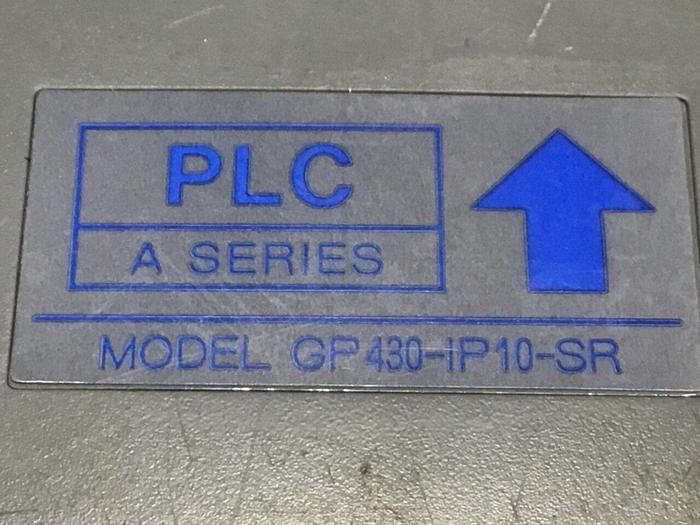 PLC
A SERIES
MODEL GP430-IP10-SR